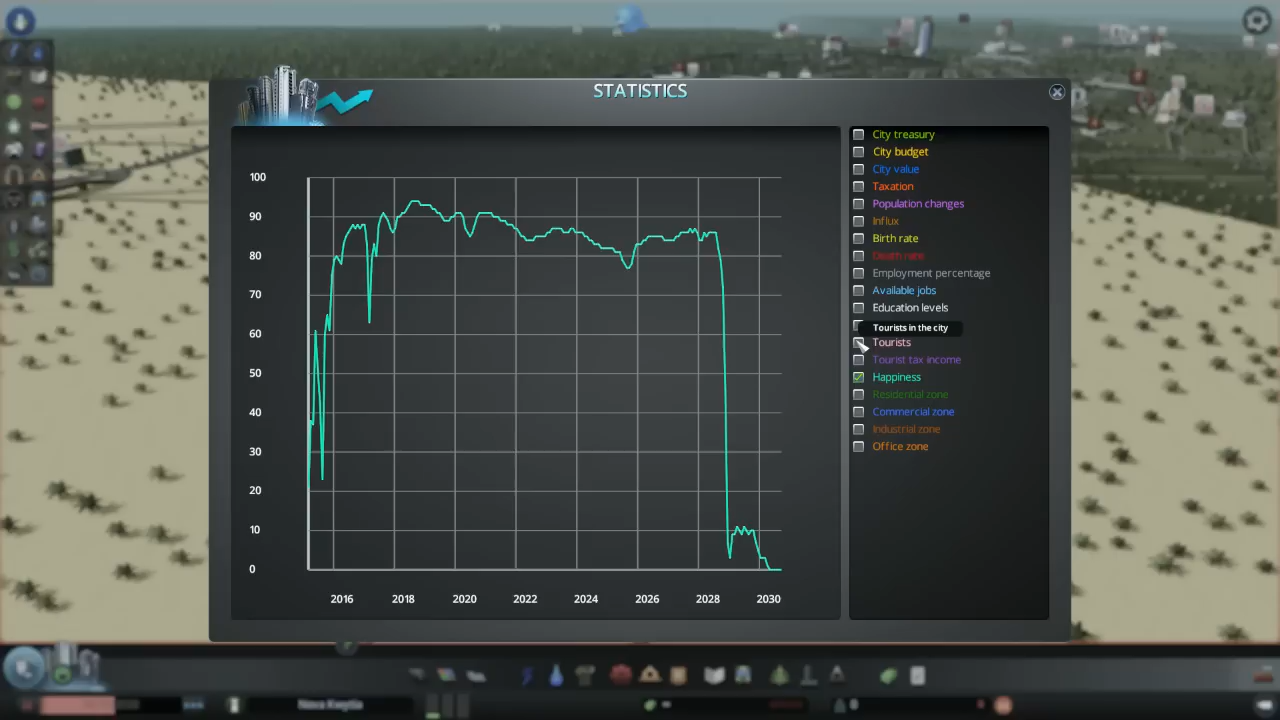 STATISTICS
100
90
80
70
60
50
40
30
20
10
0
2016 2018 2020 2022 2024 2026 2028 2030
City treasury
City budget
City value
Taxation
Population changes
Influx
Birth rate
Death rate
Employment percentage
Available jobs
Education levels
Tourists in the city
Tourists
Tourist tax income
Happiness
Residential zone
Commercial zone
Industrial zone
Office zone